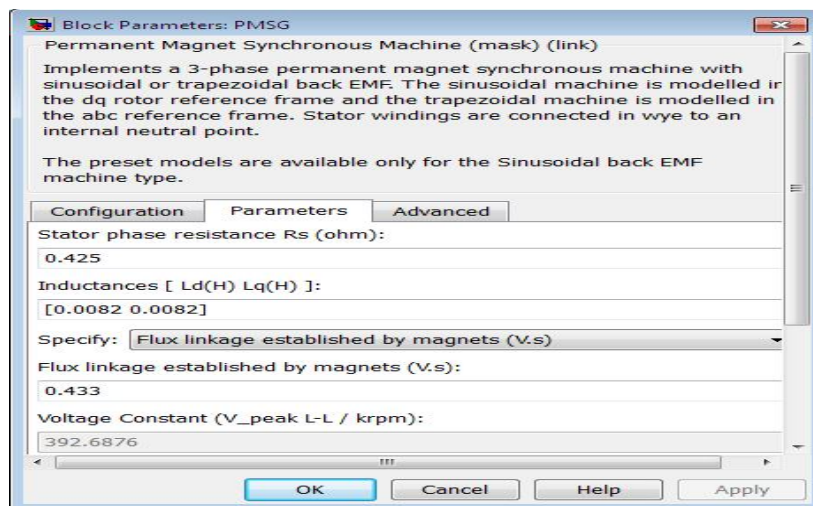 Block Parameters: PMSG
Permanent Magnet Synchronous Machine (mask) (link)
Implements a 3-phase permanent magnet synchronous machine with
sinusoidal or trapezoidal back EMF. The sinusoidal machine is modelled in
the dq rotor reference frame and the trapezoidal machine is modelled in
the abc reference frame. Stator windings are connected in wye to an
internal neutral point.
The preset models are available only for the Sinusoidal back EMF
machine type.
Configuration Parameters Advanced
Stator phase resistance Rs (ohm):
0.425
Inductances [ Ld(H) Lq(H) ]:
[0.0082 0.0082]
Specify: Flux linkage established by magnets (V.s)
Flux linkage established by magnets (V.s):
0.433
Voltage Constant (V_peak L-L / krpm):
392.6876
OK Cancel Help Apply